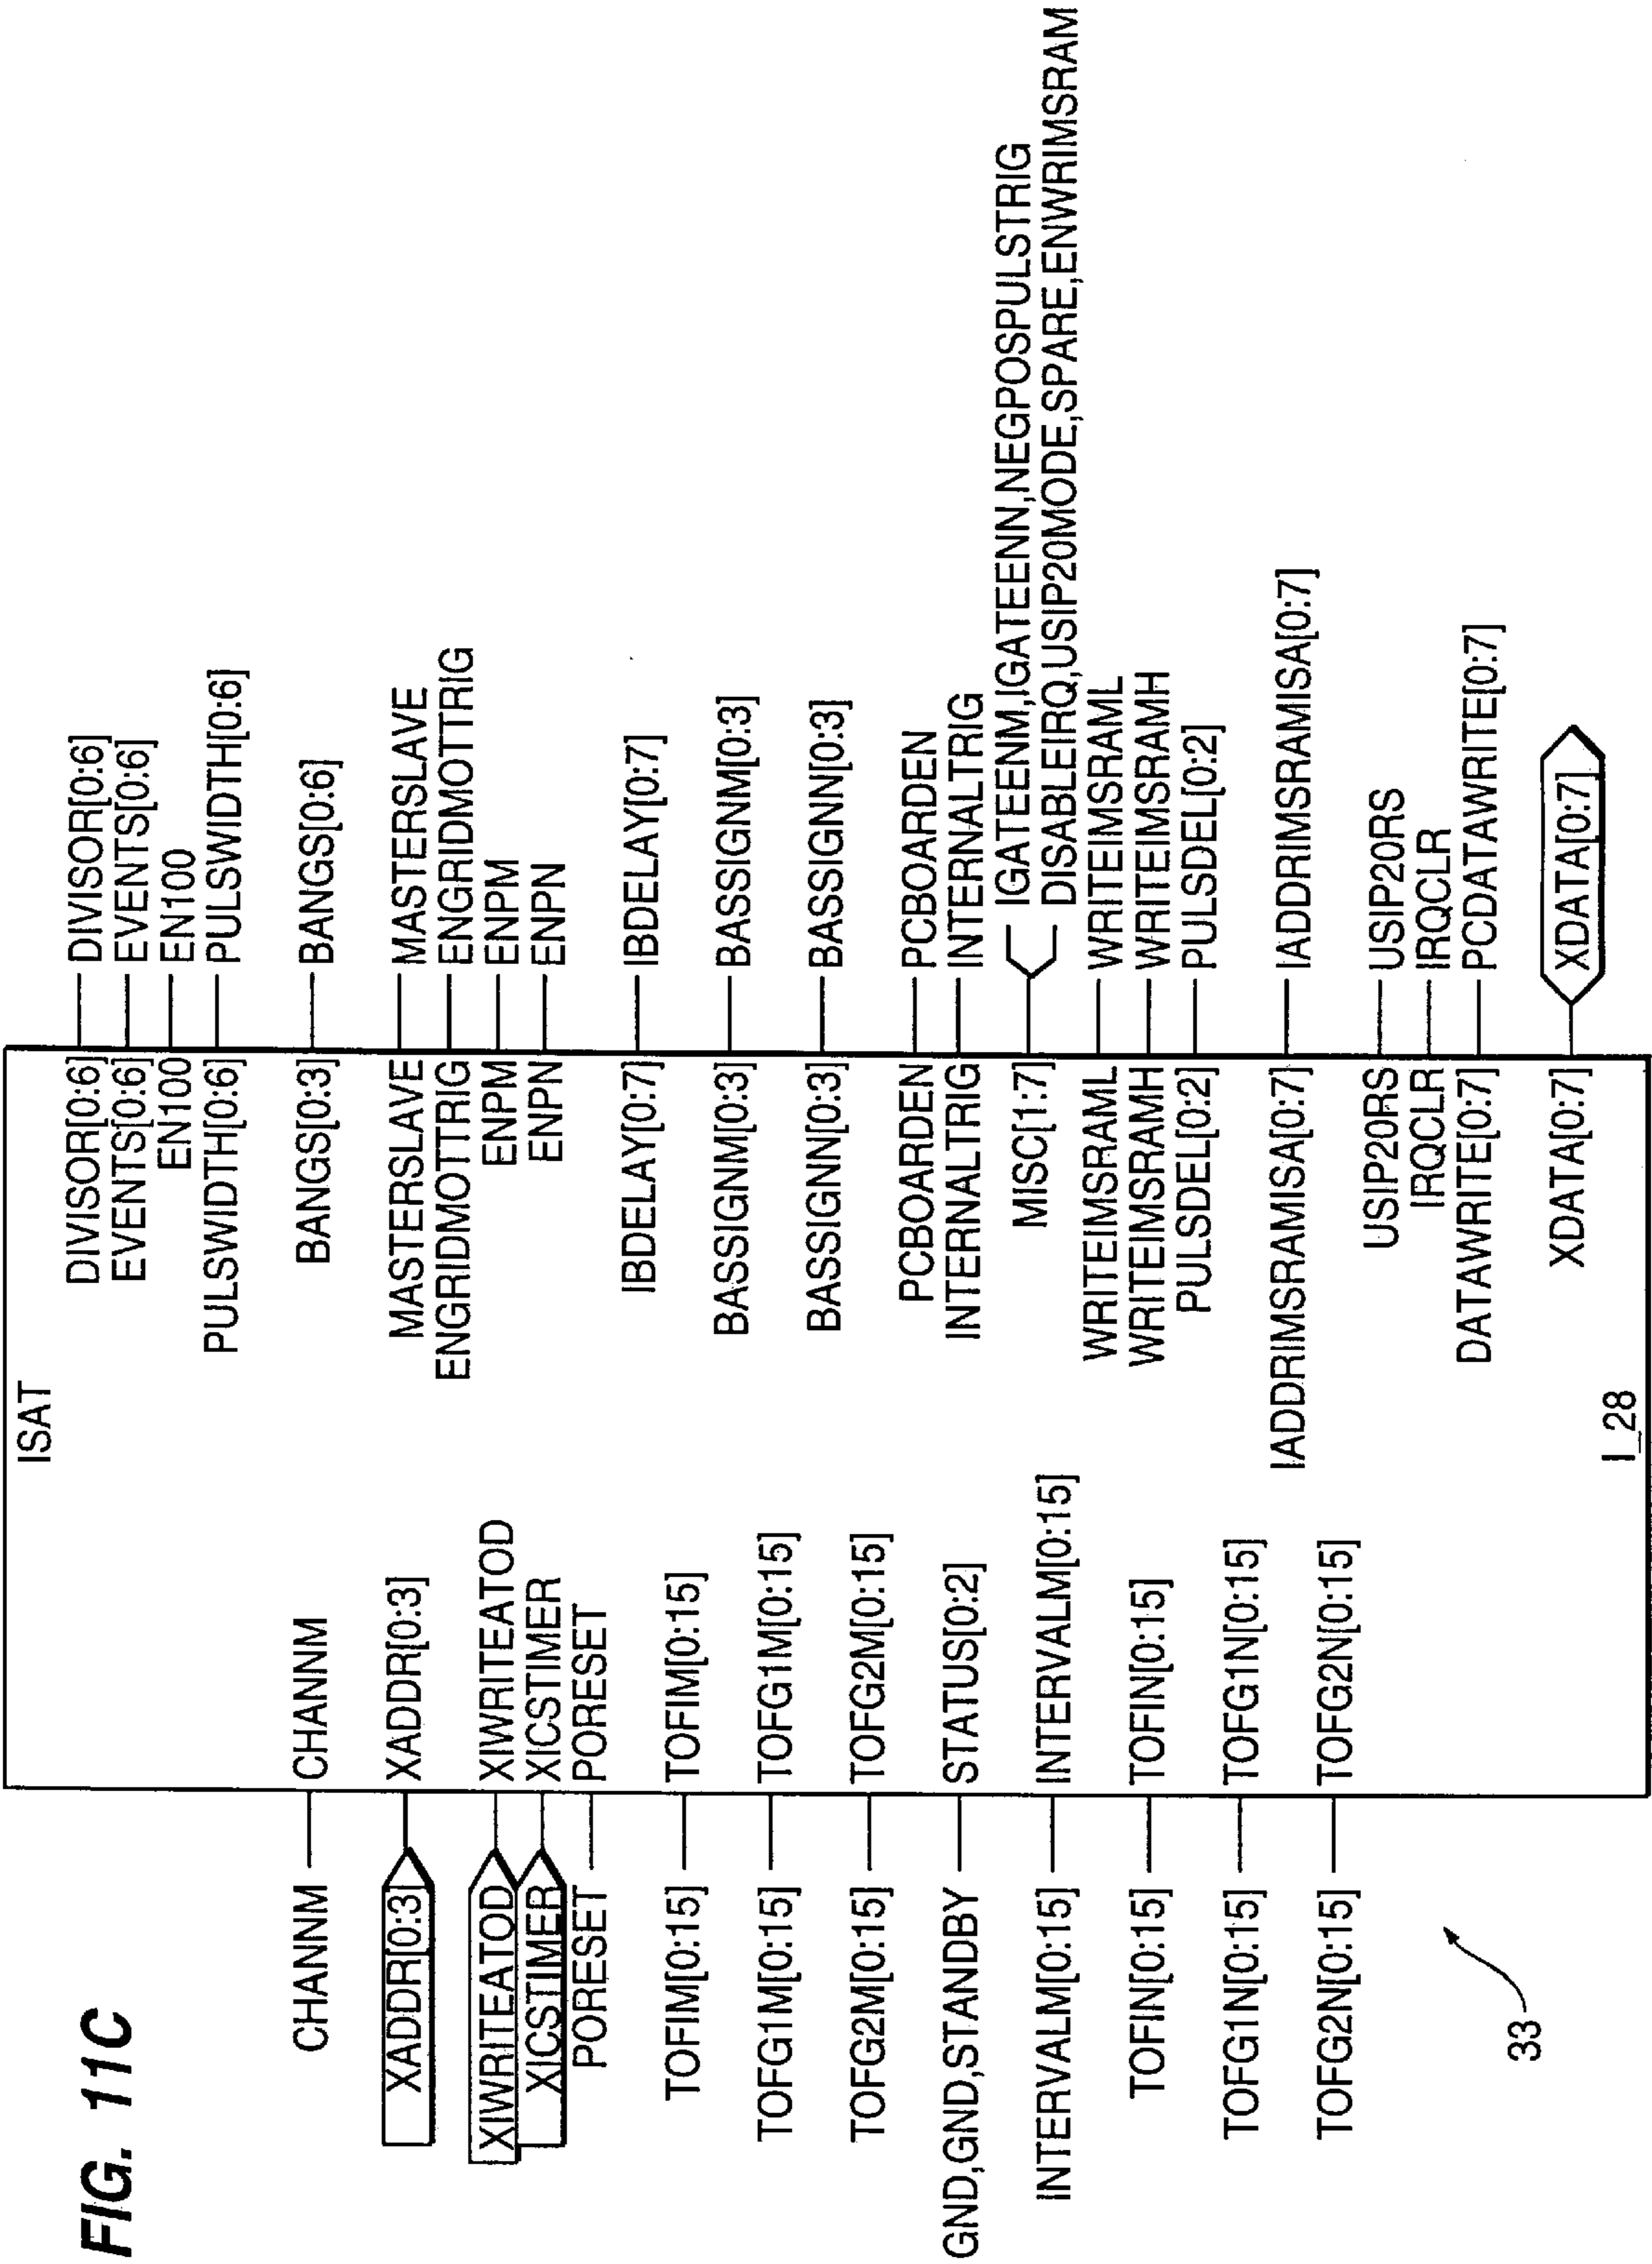 FIG. 11C
ISAT
CHANNM
CHANNM
XADDR[0:3]
XADDR[0:3]
XIWRITEATOD
XIWRITEATOD
XICSTIMER
XICSTIMER
PORESET
PORESET
TOFIM[0:15]
TOFIM[0:15]
TOFG1M[0:15]
TOFG1M[0:15]
TOFG2M[0:15]
TOFG2M[0:15]
GND,GND,STANDBY
STATUS[0:2]
INTERVALM[0:15]
INTERVALM[0:15]
TOFIN[0:15]
TOFIN[0:15]
TOFG1N[0:15]
TOFG1N[0:15]
TOFG2N[0:15]
TOFG2N[0:15]
33
DIVISOR[0:6]
DIVISOR[0:6]
EVENTS[0:6]
EVENTS[0:6]
EN100
EN100
PULSWIDTH[0:6]
PULSWIDTH[0:6]
BANGS[0:3]
BANGS[0:6]
MASTERSLAVE
MASTERSLAVE
ENGRIDMOTTRIG
ENGRIDMOTTRIG
ENPM
ENPM
ENPN
ENPN
IBDELAY[0:7]
IBDELAY[0:7]
BASSIGNM[0:3]
BASSIGNM[0:3]
BASSIGNN[0:3]
BASSIGNN[0:3]
PCBOARDEN
PCBOARDEN
INTERNALTRIG
INTERNALTRIG
MISC[1:7]
IGATEENM,IGATEENN,NEGPOSPULSTRIG
DISABLEIRQ,USIP20MODE,SPARE,ENWRIMSRAM
WRITEIMSRAML
WRITEIMSRAML
WRITEIMSRAMH
WRITEIMSRAMH
PULSDEL[0:2]
PULSDEL[0:2]
IADDRIMSRAMISA[0:7]
IADDRIMSRAMISA[0:7]
USIP20RS
USIP20RS
IRQCLR
IRQCLR
DATAWRITE[0:7]
PCDATAWRITE[0:7]
XDATA[0:7]
XDATA[0:7]
I_28